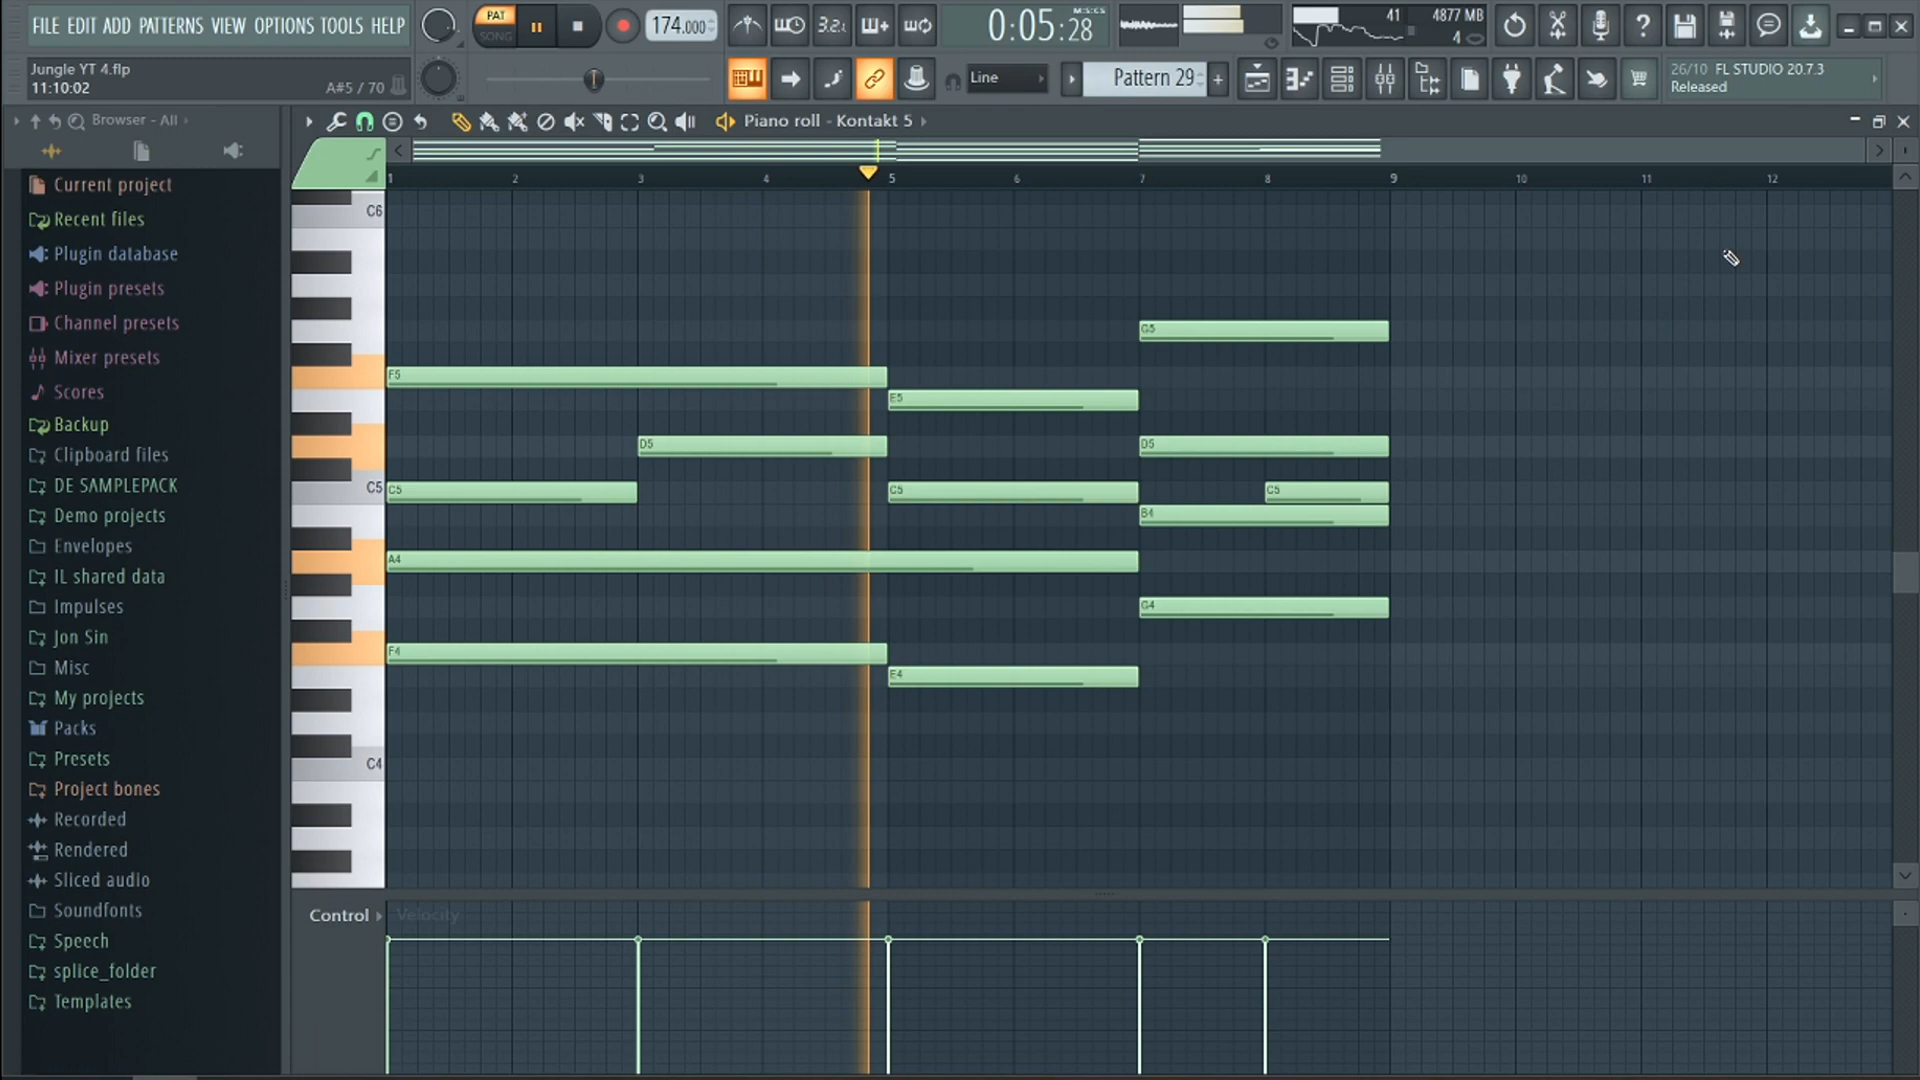 FILE EDIT ADD PATTERNS VIEW OPTIONS TOOLS HELP
PAT
SONG
174.000
3.2.
0:05:28
M:S:CS
41
4877 MB
4
Jungle YT 4.flp
11:10:02
A#5 / 70
Line
Pattern 29
26/10 FL STUDIO 20.7.3
Released
Browser - All
Piano roll - Kontakt 5
Current project
Recent files
Plugin database
Plugin presets
Channel presets
Mixer presets
Scores
Backup
Clipboard files
DE SAMPLEPACK
Demo projects
Envelopes
IL shared data
Impulses
Jon Sin
Misc
My projects
Packs
Presets
Project bones
Recorded
Rendered
Sliced audio
Soundfonts
Speech
splice_folder
Templates
1 2 3 4 5 6 7 8 9 10 11 12
C6
G5
F5
E5
D5 D5
C5 C5 C5 C5
B4
A4
G4
F4
E4
C4
Control
Velocity